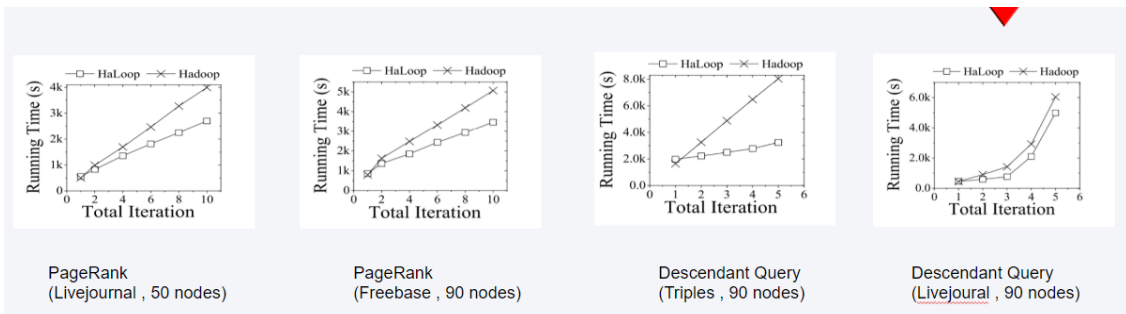 HaLoop Hadoop
Running Time (s)
4k
3k
2k
1k
0
0 2 4 6 8 10
Total Iteration
PageRank
(Livejournal , 50 nodes)
HaLoop Hadoop
Running Time (s)
5k
4k
3k
2k
1k
0
0 2 4 6 8 10
Total Iteration
PageRank
(Freebase , 90 nodes)
HaLoop Hadoop
Running Time (s)
8.0k
6.0k
4.0k
2.0k
0.0
0 1 2 3 4 5 6
Total Iteration
Descendant Query
(Triples , 90 nodes)
HaLoop Hadoop
Running Time (s)
6.0k
4.0k
2.0k
0.0
0 1 2 3 4 5 6
Total Iteration
Descendant Query
(Livejoural , 90 nodes)